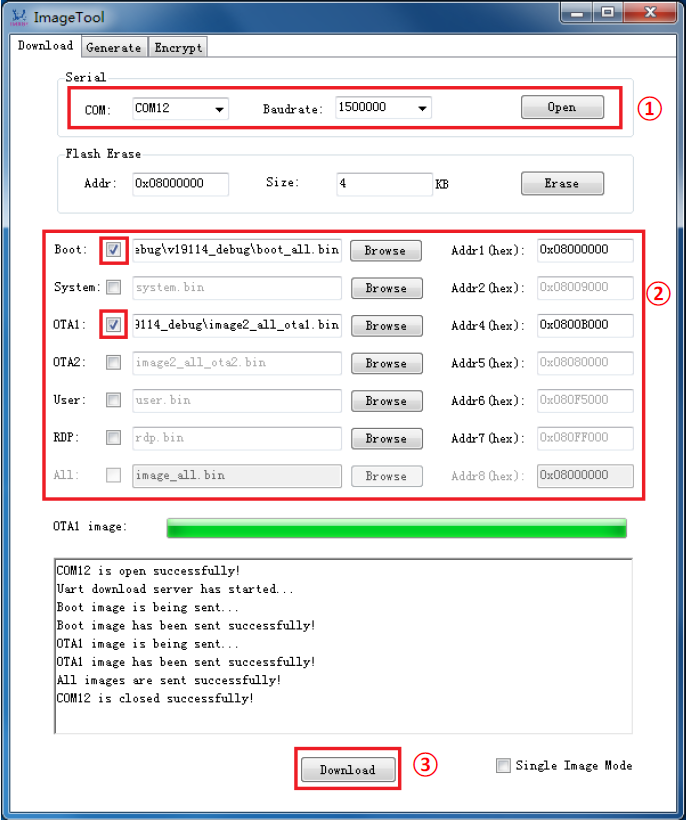 ImageTool
Download Generate Encrypt
Serial
COM: COM12 Baudrate: 1500000 Open ①
Flash Erase
Addr: 0x08000000 Size: 4 KB Erase
Boot: ebug\v19114_debug\boot_all.bin Browse Addr1(hex): 0x08000000
System: system.bin Browse Addr2(hex): 0x08009000
②
OTA1: 9114_debug\image2_all_ota1.bin Browse Addr4(hex): 0x0800B000
OTA2: image2_all_ota2.bin Browse Addr5(hex): 0x08080000
User: user.bin Browse Addr6(hex): 0x080F5000
RDP: rdp.bin Browse Addr7(hex): 0x080FF000
All: image_all.bin Browse Addr8(hex): 0x08000000
OTA1 image:
COM12 is open successfully!
Uart download server has started...
Boot image is being sent...
Boot image has been sent successfully!
OTA1 image is being sent...
OTA1 image has been sent successfully!
All images are sent successfully!
COM12 is closed successfully!
Download ③ Single Image Mode